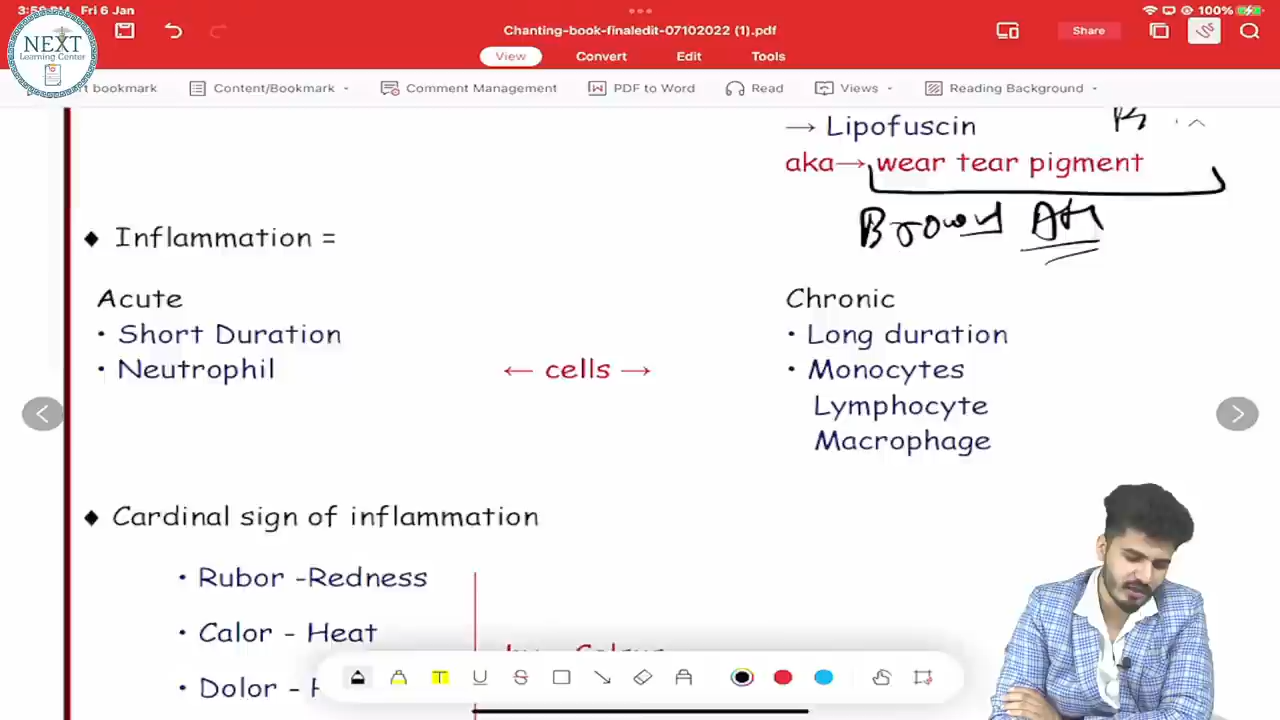 3:58 PM Fri 6 Jan
100%
NEXT
Learning Center
Chanting-book-finaledit-07102022 (1).pdf
Share
View
Convert
Edit
Tools
t bookmark
Content/Bookmark
Comment Management
PDF to Word
Read
Views
Reading Background
→ Lipofuscin
aka→ wear tear pigment
Brown
◆ Inflammation =
Acute
Chronic
• Short Duration
• Long duration
• Neutrophil
← cells →
• Monocytes
Lymphocyte
Macrophage
◆ Cardinal sign of inflammation
• Rubor -Redness
• Calor - Heat
• Dolor -